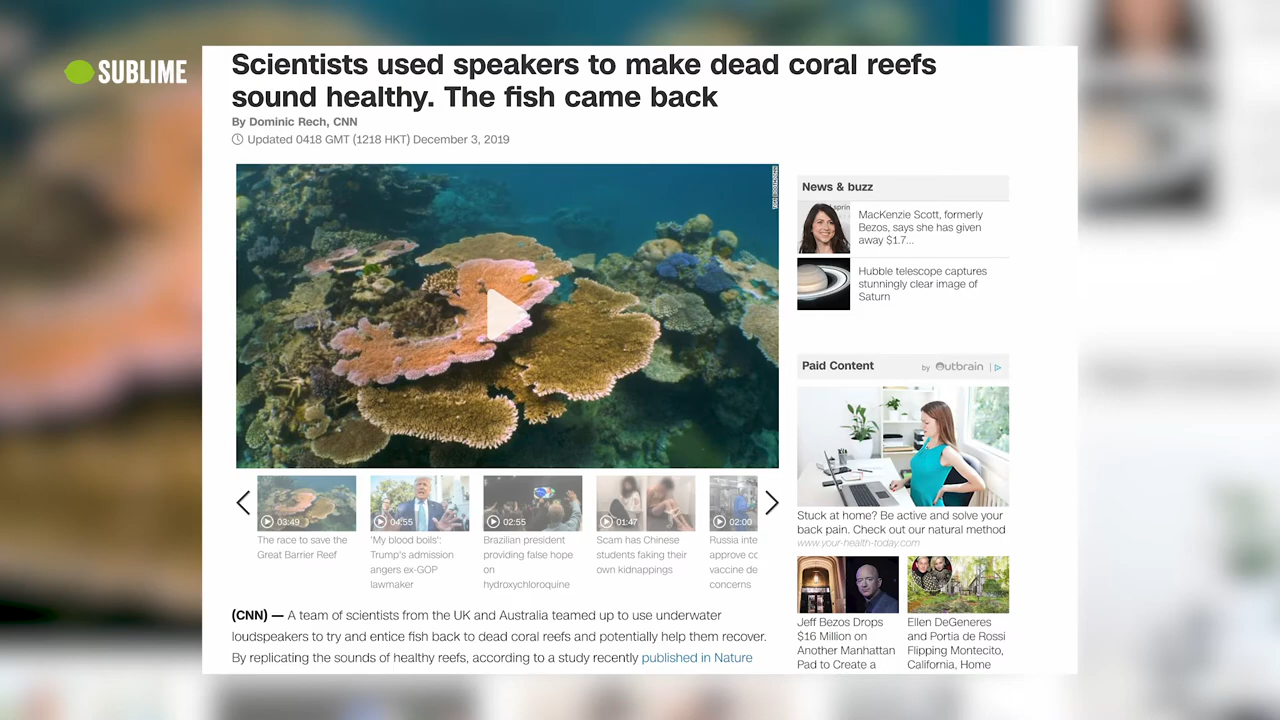 SUBLIME
Scientists used speakers to make dead coral reefs
sound healthy. The fish came back
By Dominic Rech, CNN
Updated 0418 GMT (1218 HKT) December 3, 2019
News & buzz
MacKenzie Scott, formerly
Bezos, says she has given
away $1.7...
Hubble telescope captures
stunningly clear image of
Saturn
Paid Content
by Outbrain
Stuck at home? Be active and solve your
back pain. Check out our natural method
www.your-health-today.com
Jeff Bezos Drops
$16 Million on
Another Manhattan
Pad to Create a
Ellen DeGeneres
and Portia de Rossi
Flipping Montecito,
California, Home
03:49
The race to save the
Great Barrier Reef
04:55
'My blood boils':
Trump's admission
angers ex-GOP
lawmaker
02:55
Brazilian president
providing false hope
on
hydroxychloroquine
01:47
Scam has Chinese
students faking their
own kidnappings
02:00
Russia inte
approve cc
vaccine de
concerns
(CNN) — A team of scientists from the UK and Australia teamed up to use underwater
loudspeakers to try and entice fish back to dead coral reefs and potentially help them recover.
By replicating the sounds of healthy reefs, according to a study recently published in Nature